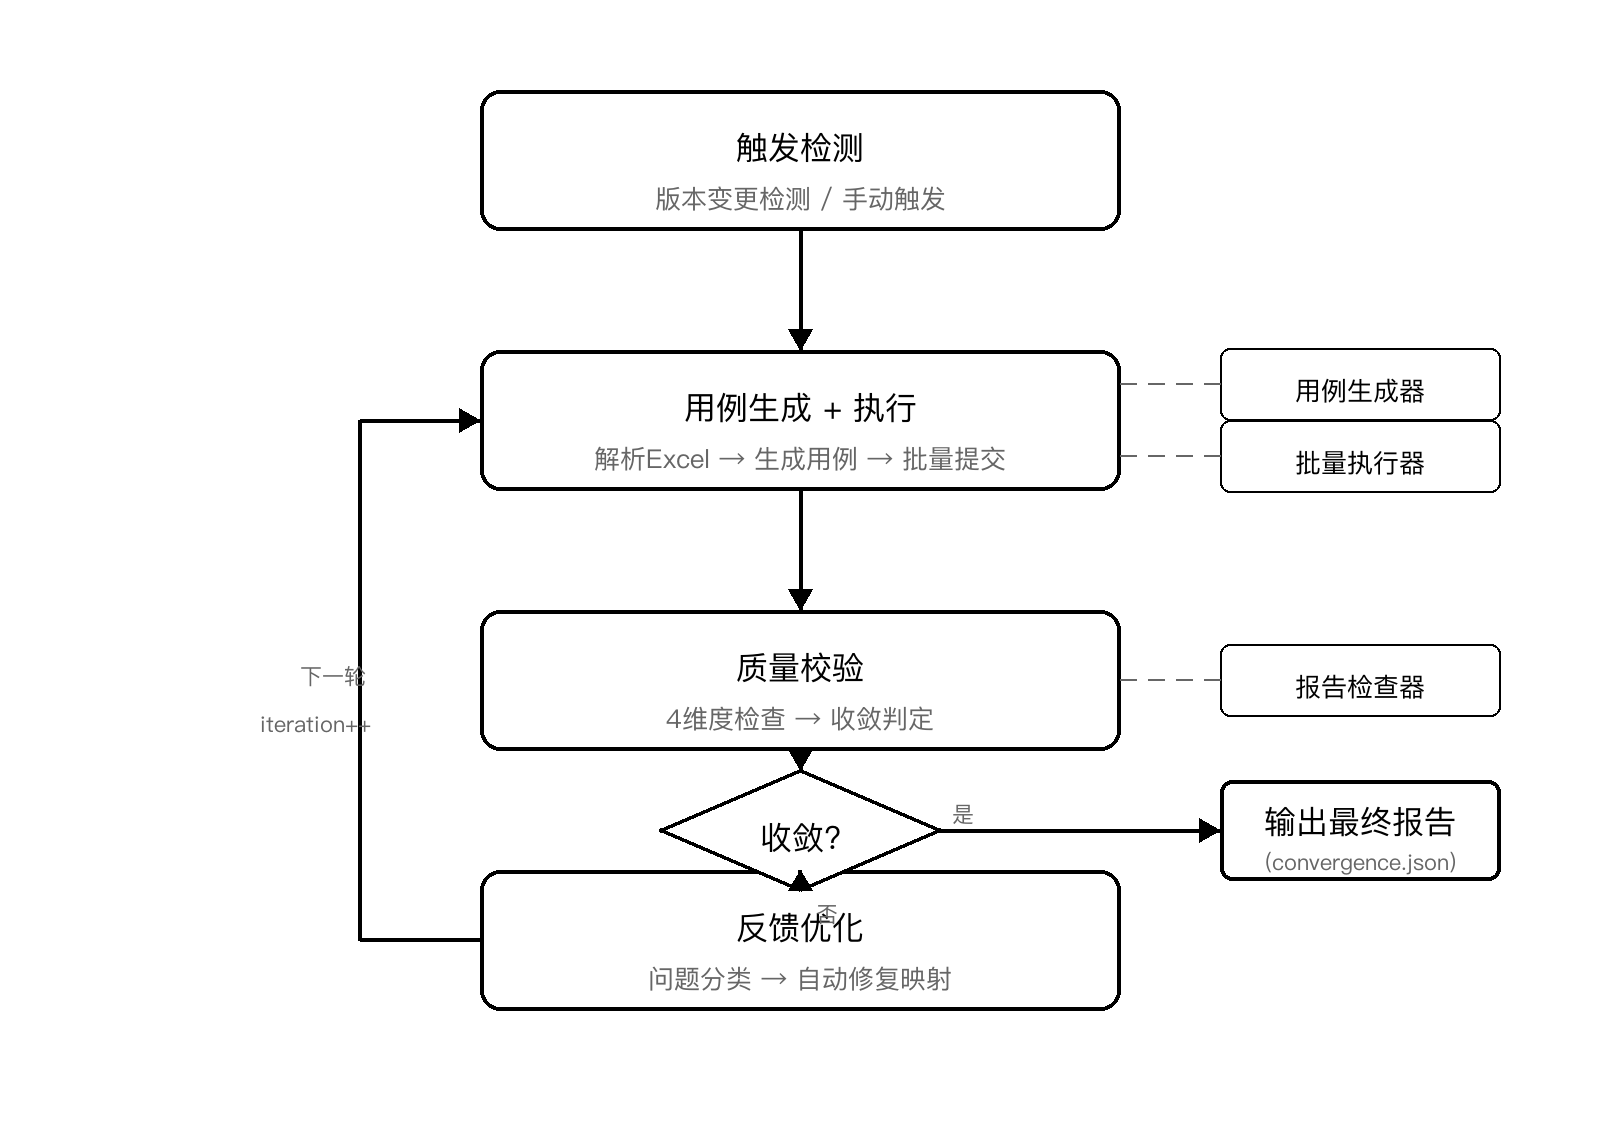 触发检测
版本变更检测 / 手动触发
用例生成 + 执行
解析Excel → 生成用例 → 批量提交
用例生成器
批量执行器
质量校验
4维度检查 → 收敛判定
报告检查器
下一轮
iteration++
收敛?
是
输出最终报告
(convergence.json)
否
反馈优化
问题分类 → 自动修复映射